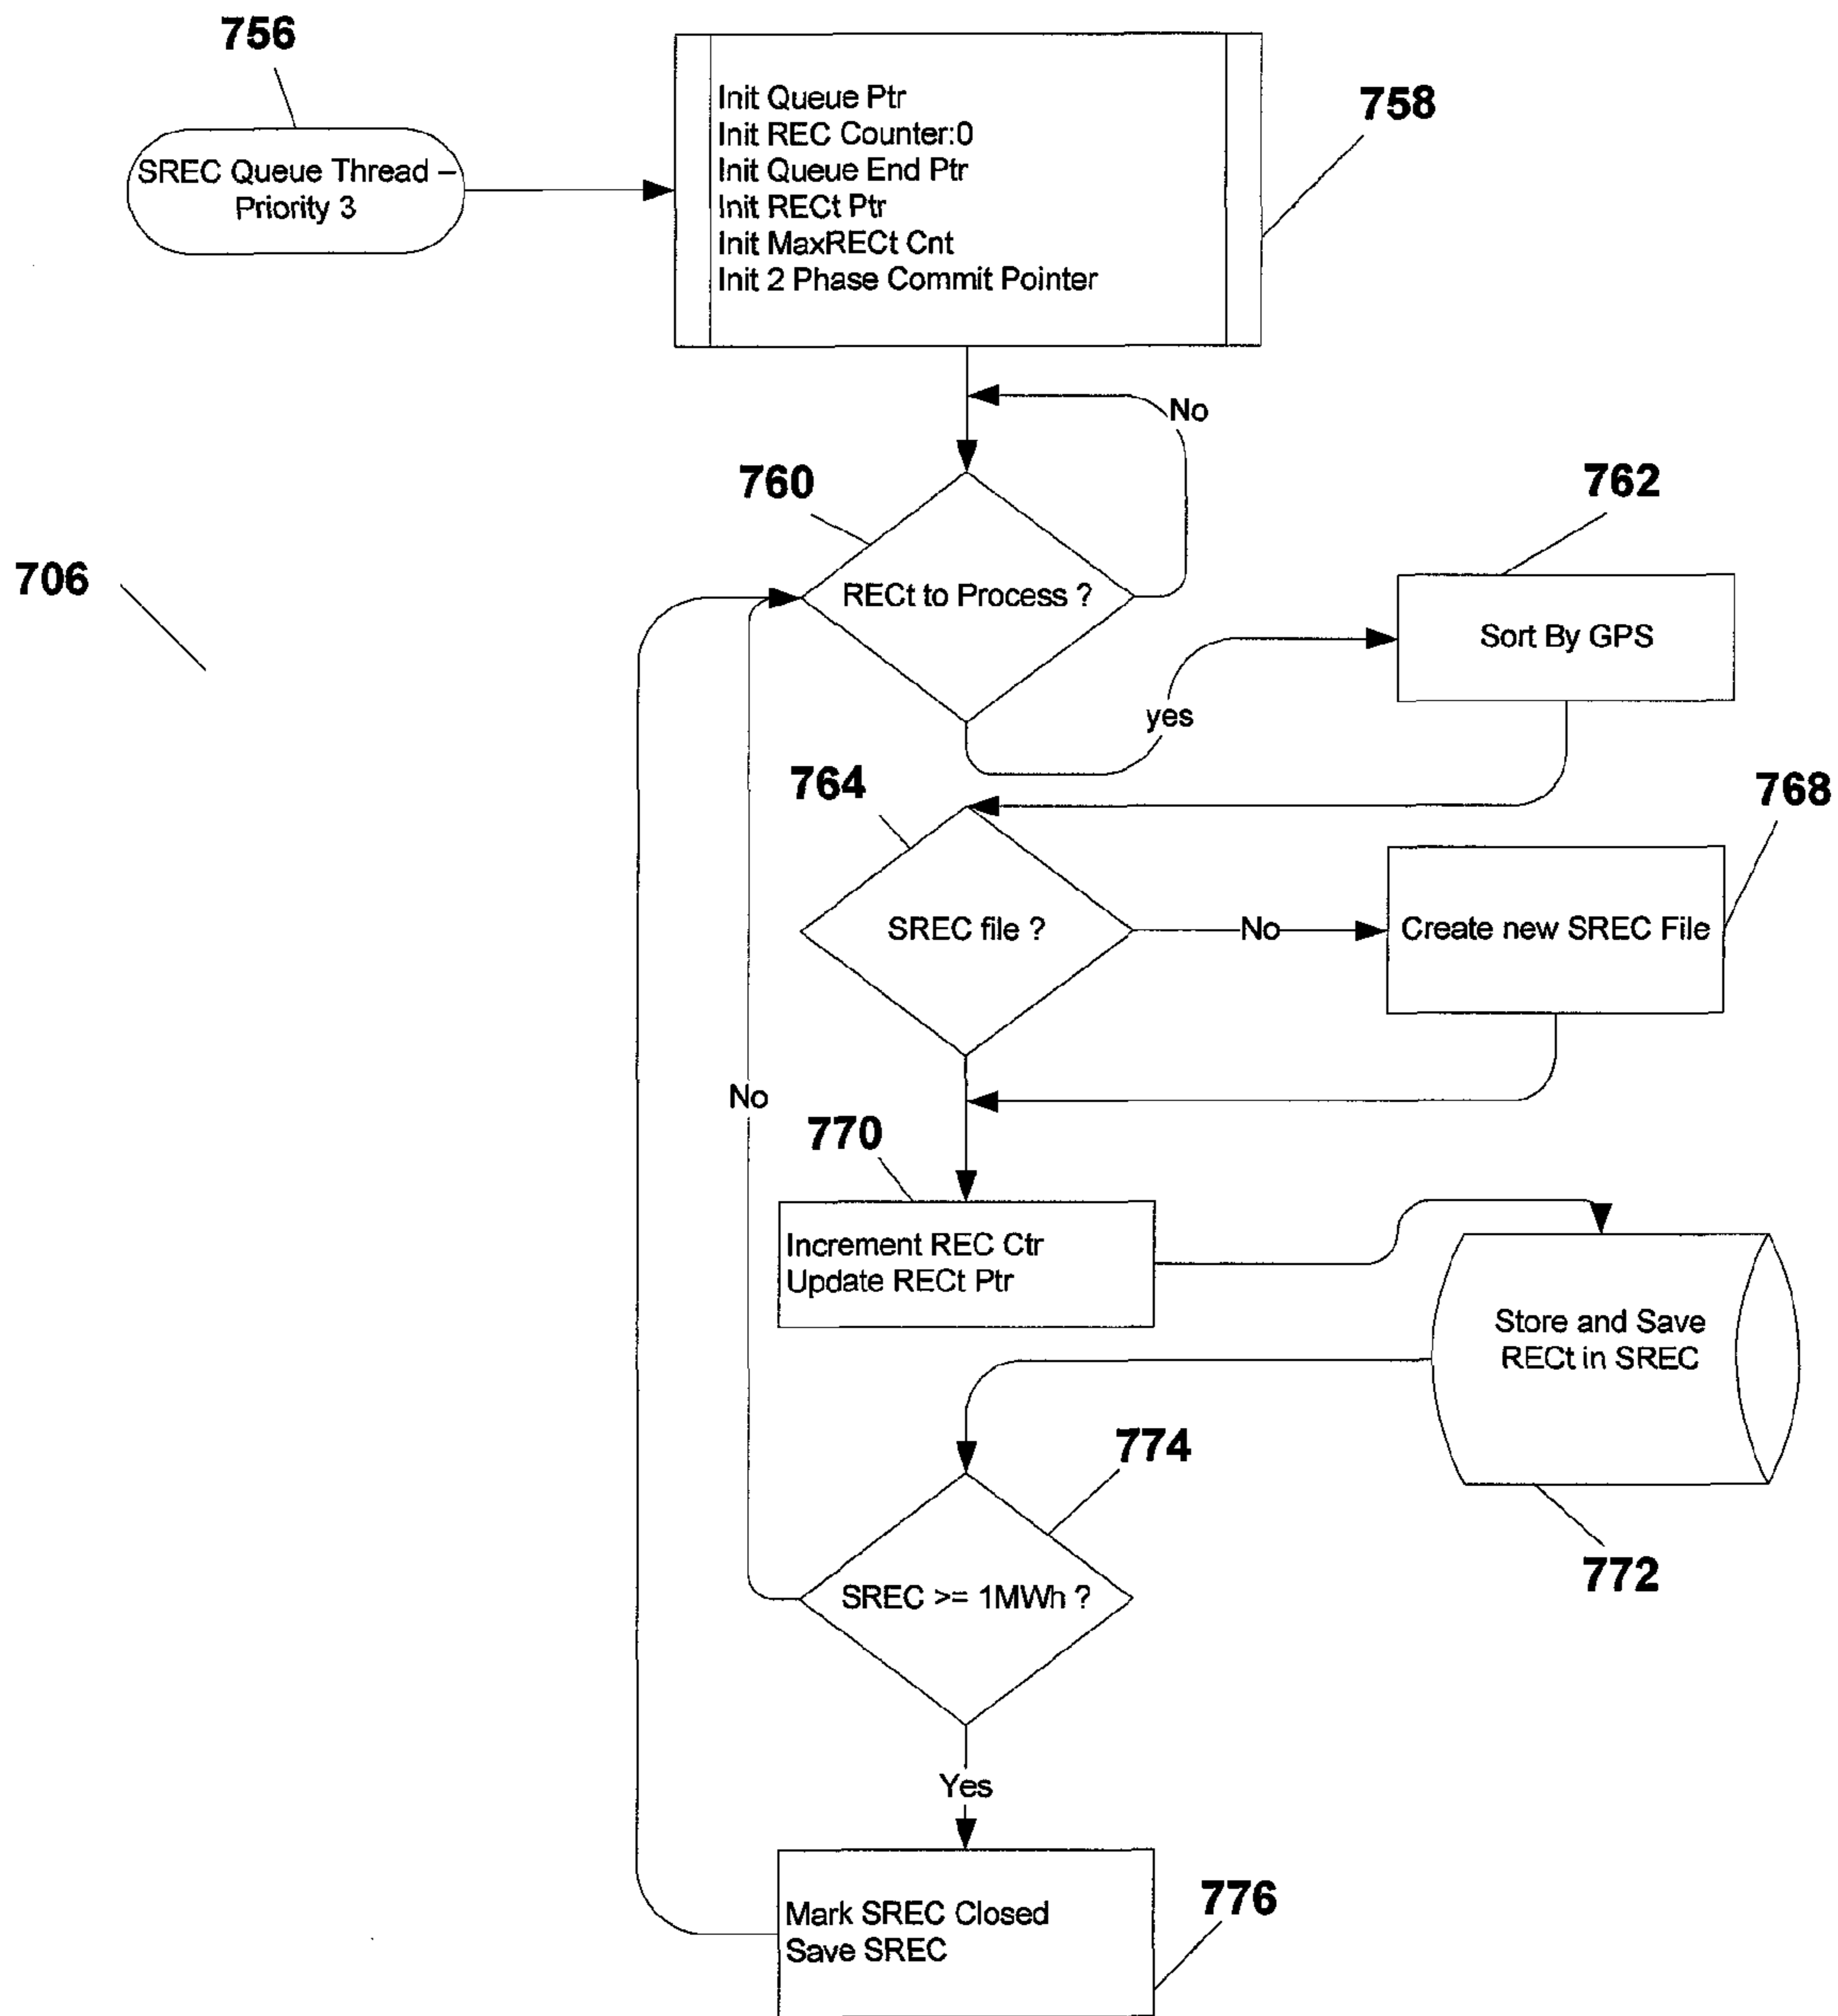 756
SREC Queue Thread –
Priority 3
Init Queue Ptr
Init REC Counter:0
Init Queue End Ptr
Init RECt Ptr
Init MaxRECt Cnt
Init 2 Phase Commit Pointer
758
No
760
762
706
RECt to Process ?
Sort By GPS
yes
764
768
SREC file ?
No
Create new SREC File
No
770
Increment REC Ctr
Update RECt Ptr
Store and Save
RECt in SREC
774
772
SREC >= 1MWh ?
Yes
776
Mark SREC Closed
Save SREC